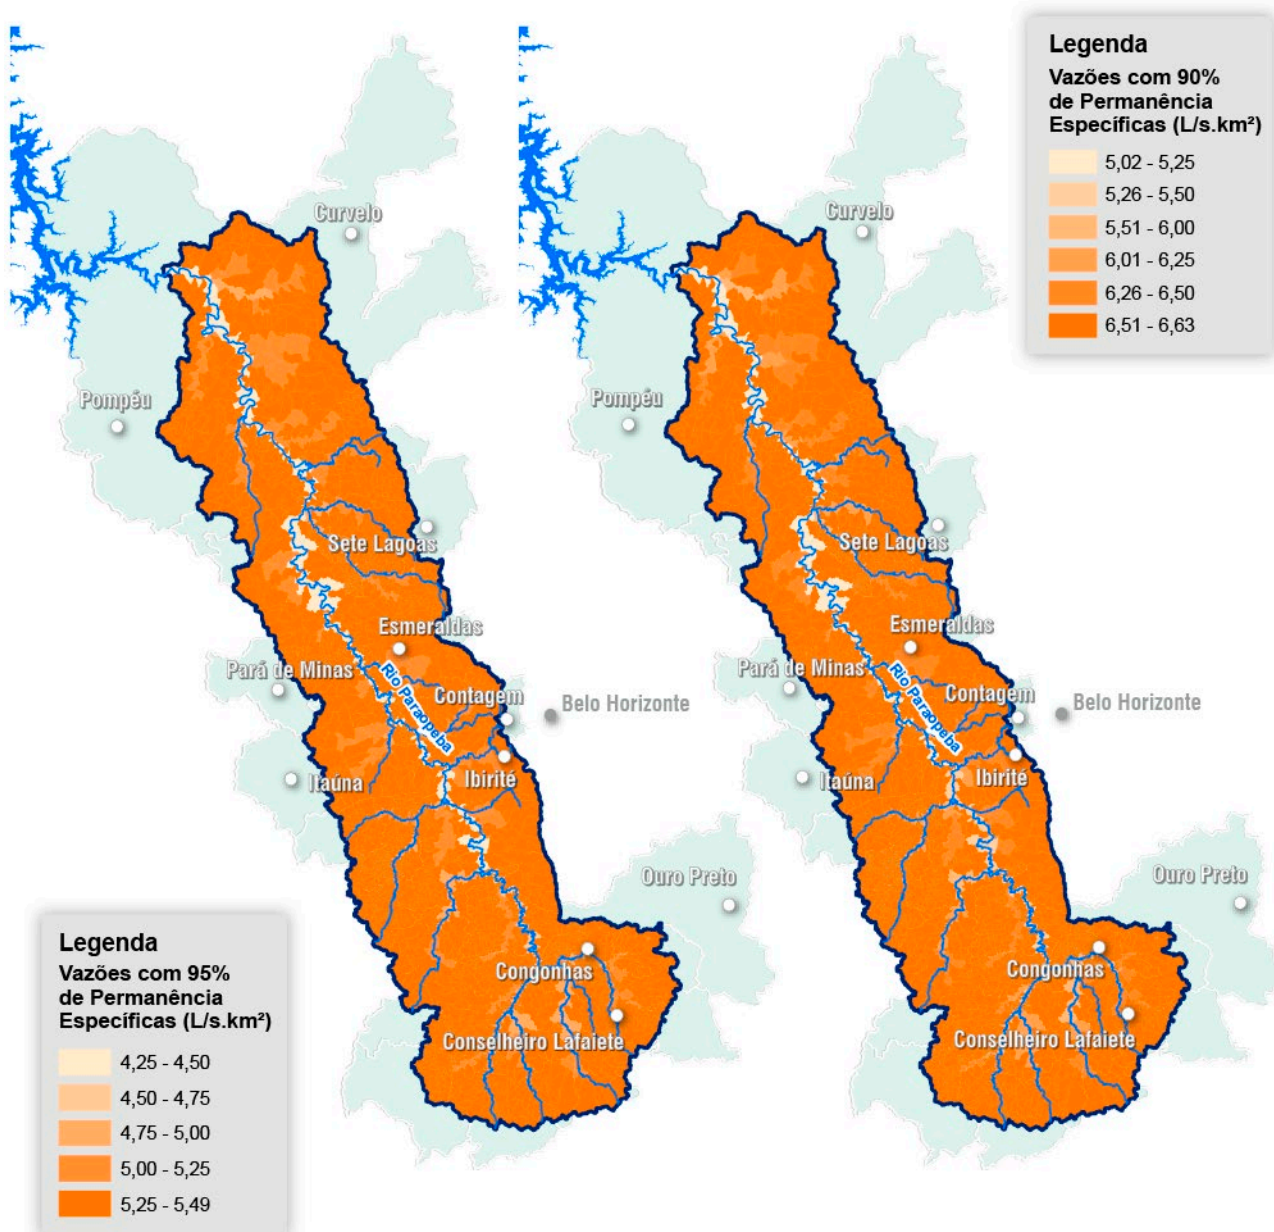 Legenda
Vazões com 90%
de Permanência
Específicas (L/s.km²)
5,02 - 5,25
5,26 - 5,50
5,51 - 6,00
6,01 - 6,25
6,26 - 6,50
6,51 - 6,63
Curvelo
Pompéu
Sete Lagoas
Esmeraldas
Pará de Minas
Rio Paraopeba
Contagem
Belo Horizonte
Itaúna
Ibirité
Ouro Preto
Congonhas
Conselheiro Lafaiete
Curvelo
Pompéu
Sete Lagoas
Esmeraldas
Pará de Minas
Rio Paraopeba
Contagem
Belo Horizonte
Itaúna
Ibirité
Ouro Preto
Congonhas
Conselheiro Lafaiete
Legenda
Vazões com 95%
de Permanência
Específicas (L/s.km²)
4,25 - 4,50
4,50 - 4,75
4,75 - 5,00
5,00 - 5,25
5,25 - 5,49